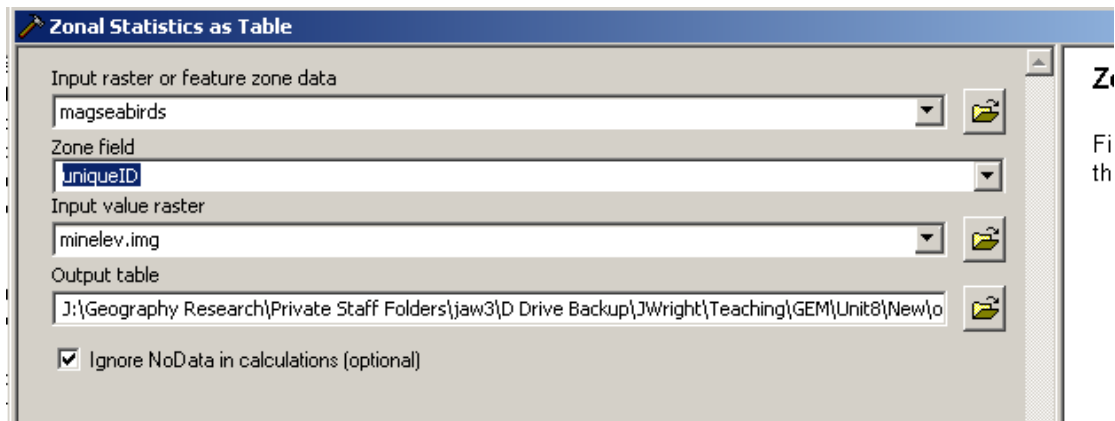 Zonal Statistics as Table
Input raster or feature zone data
magseabirds
Zone field
uniqueID
Input value raster
minelev.img
Output table
J:\Geography Research\Private Staff Folders\jaw3\D Drive Backup\JWright\Teaching\GEM\Unit8\New\o
Ignore NoData in calculations (optional)
Fi
th